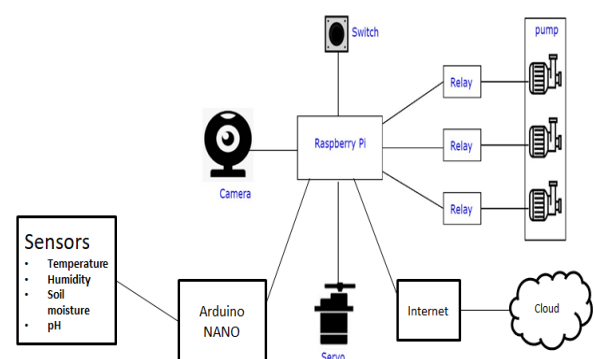 Switch
pump
Relay
Raspberry Pi
Relay
Camera
Relay
Sensors
• Temperature
• Humidity
• Soil
moisture
• pH
Arduino
NANO
Internet
Cloud
Servo